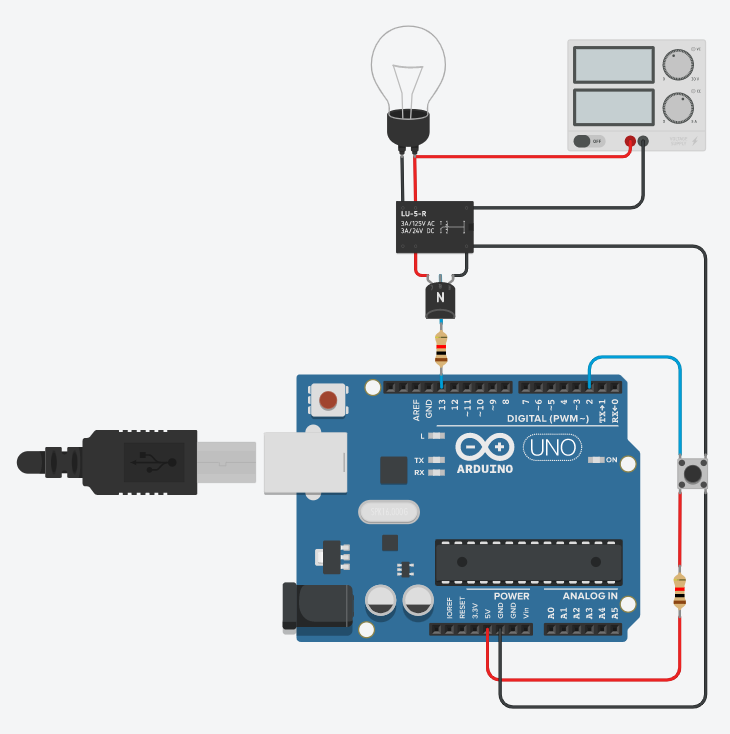 OFF
LU-5-R
3A/125V AC
3A/24V DC
N
AREF
GND
13
12
~11
~10
~9
8
7
~6
~5
4
~3
2
TX→1
RX←0
DIGITAL (PWM~)
L
TX
RX
ARDUINO
UNO
ON
IOREF
RESET
3.3V
5V
GND
GND
Vin
POWER
ANALOG IN
A0
A1
A2
A3
A4
A5